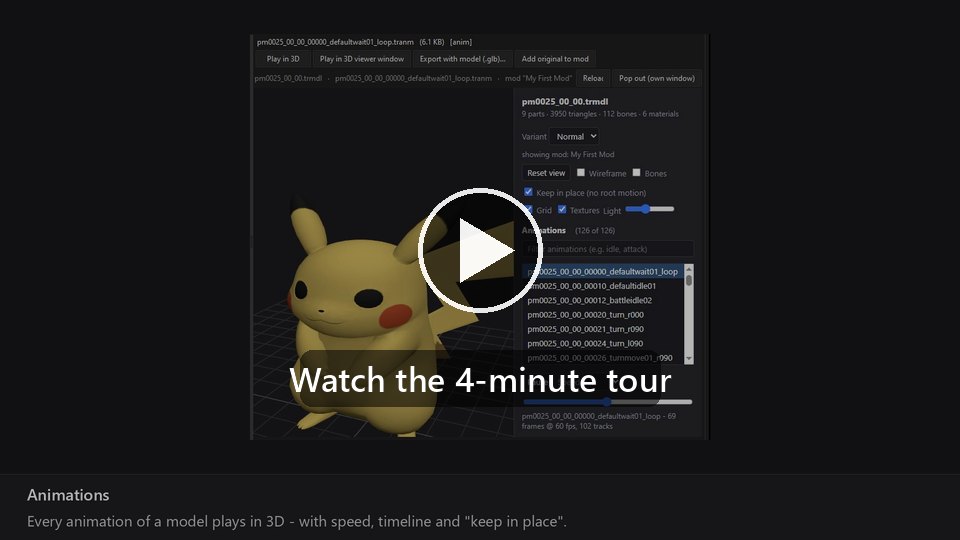 pm0025_00_00_00000_defaultwait01_loop.tranm (6.1 KB) [anim]
Play in 3D Play in 3D viewer window Export with model (.glb)... Add original to mod
pm0025_00_00.trmdl · pm0025_00_00_00000_defaultwait01_loop.tranm · mod "My First Mod" Reload Pop out (own window)
pm0025_00_00.trmdl
9 parts · 3950 triangles · 112 bones · 6 materials
Variant Normal
showing mod: My First Mod
Reset view Wireframe Bones
Keep in place (no root motion)
Grid Textures Light
Animations (126 of 126)
animations (e.g. idle, attack)
pm0025_00_00_00000_defaultwait01_loop
pm0025_00_00_00010_defaultidle01
pm0025_00_00_00012_battleidle02
pm0025_00_00_00020_turn_r000
pm0025_00_00_00021_turn_r090
pm0025_00_00_00024_turn_l090
pm0025_00_00_00026_turnmove01_r090
Watch the 4-minute tour
pm0025_00_00_00000_defaultwait01_loop - 69
frames @ 60 fps, 102 tracks
Animations
Every animation of a model plays in 3D - with speed, timeline and "keep in place".